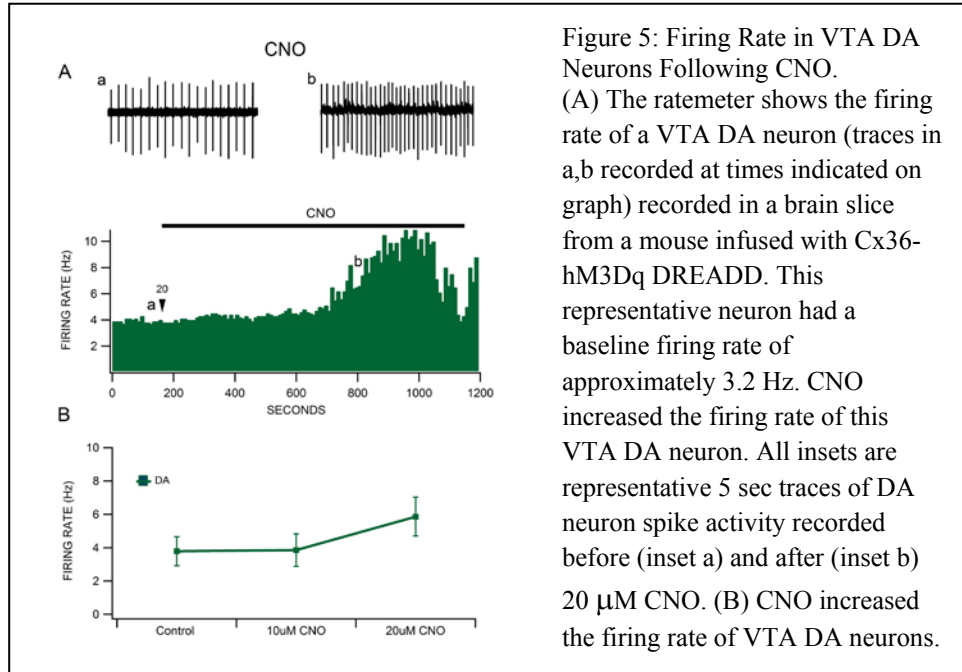 CNO
A
a
b
CNO
FIRING RATE (Hz)
10
8
6
4
2
20
a
b
0 200 400 600 800 1000 1200
SECONDS
B
FIRING RATE (Hz)
10
8
6
4
2
0
DA
Control 10uM CNO 20uM CNO
Figure 5: Firing Rate in VTA DA
Neurons Following CNO.
(A) The ratemeter shows the firing
rate of a VTA DA neuron (traces in
a,b recorded at times indicated on
graph) recorded in a brain slice
from a mouse infused with Cx36-
hM3Dq DREADD. This
representative neuron had a
baseline firing rate of
approximately 3.2 Hz. CNO
increased the firing rate of this
VTA DA neuron. All insets are
representative 5 sec traces of DA
neuron spike activity recorded
before (inset a) and after (inset b)
20 μM CNO. (B) CNO increased
the firing rate of VTA DA neurons.